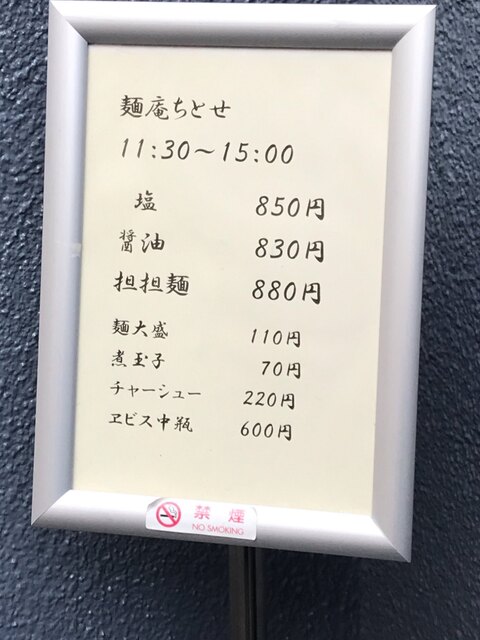 麺庵ちとせ
11:30～15:00
塩 850円
醤油 830円
担担麺 880円
麺大盛 110円
煮玉子 70円
チャーシュー 220円
ヱビス中瓶 600円
禁煙
NO SMOKING